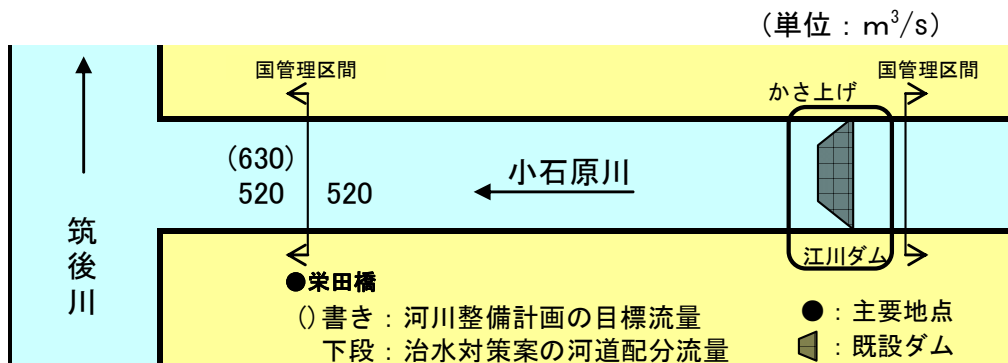 （単位：m³/s）
国管理区間
国管理区間
かさ上げ
(630)
520
520
小石原川
筑後川
江川ダム
●栄田橋
()書き：河川整備計画の目標流量
下段：治水対策案の河道配分流量
●：主要地点
：既設ダム